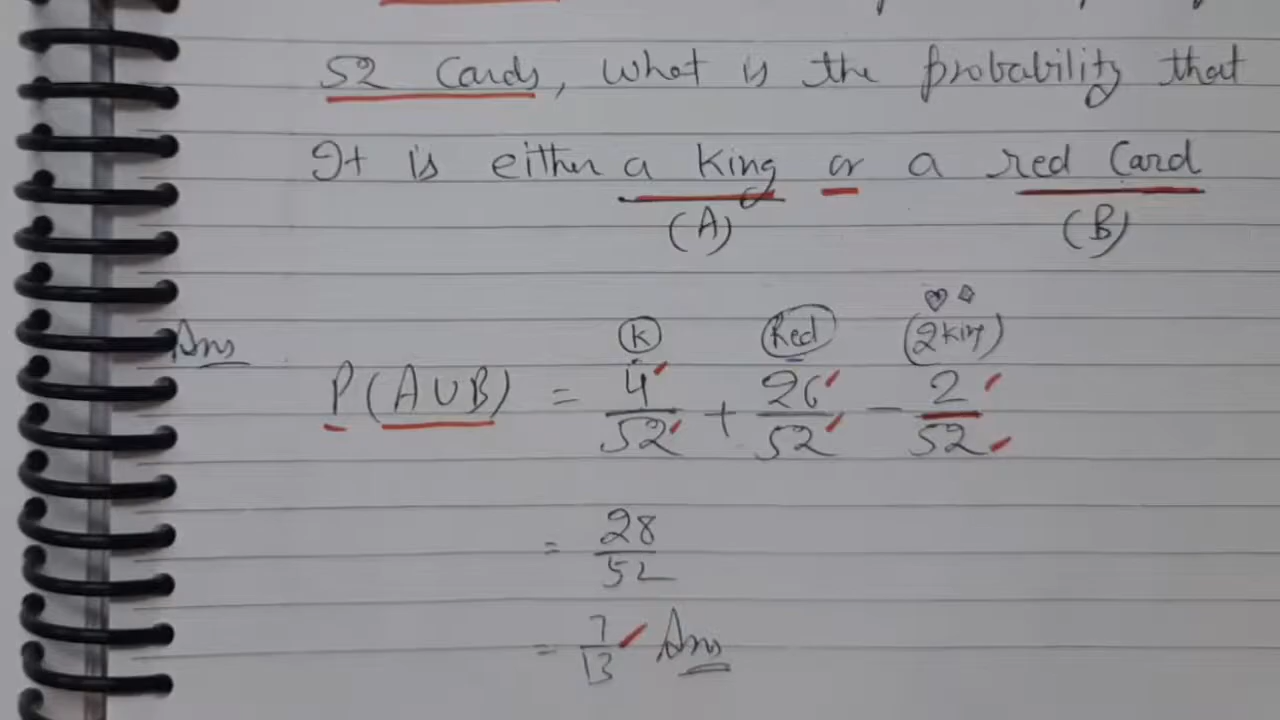 52 Cards, What is the probability that
It is either a king or a red Card
(A) (B)
Ans
K Red (2 king)
P(A∪B) = 4/52 + 26/52 - 2/52
= 28/52
= 7/13 Ans